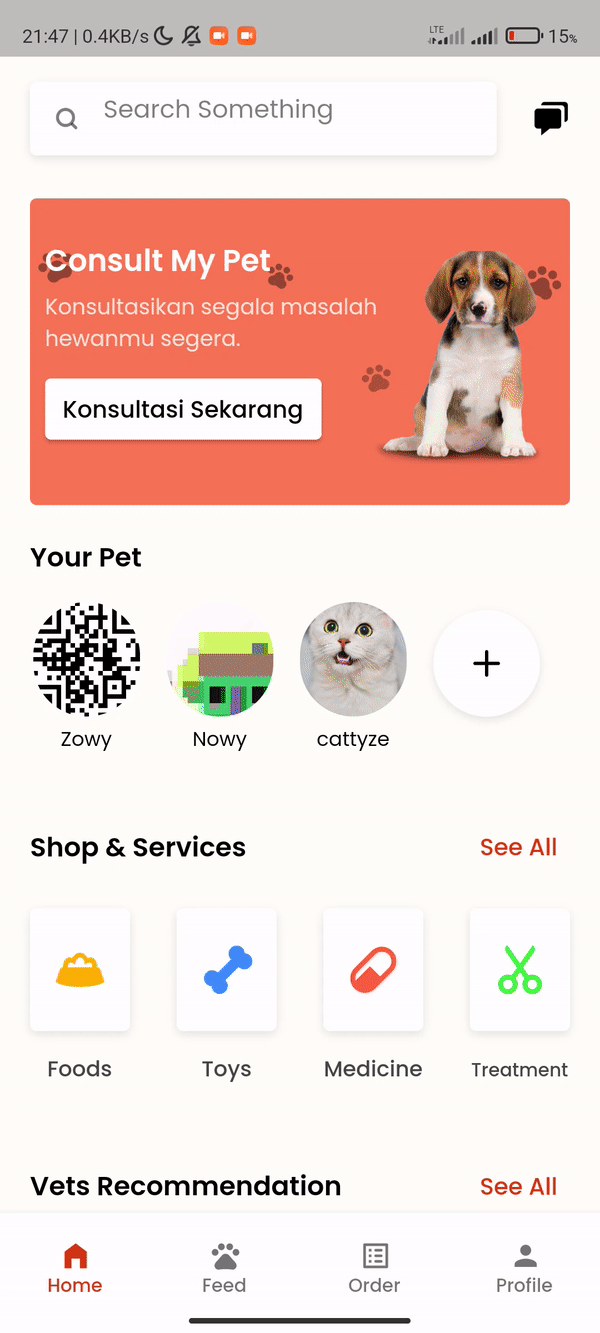 21:47 | 0.4KB/s
LTE
15%
Search Something
Consult My Pet
Konsultasikan segala masalah
hewanmu segera.
Konsultasi Sekarang
Your Pet
Zowy Nowy cattyze
Shop & Services See All
Foods Toys Medicine Treatment
Vets Recommendation See All
Home Feed Order Profile